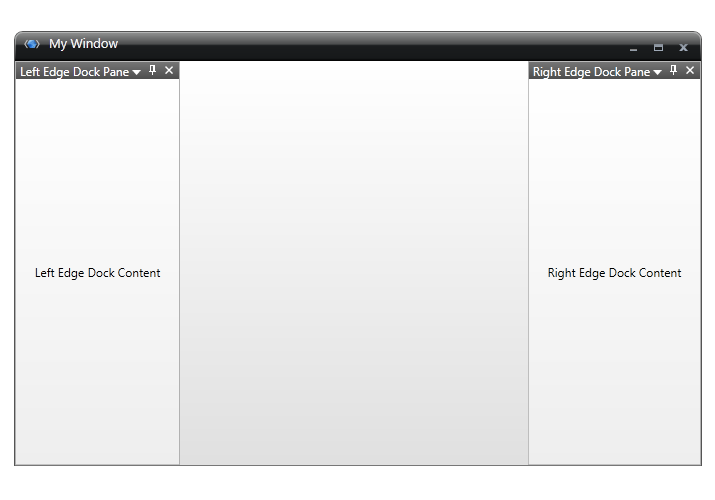 My Window
Left Edge Dock Pane
Right Edge Dock Pane
Left Edge Dock Content
Right Edge Dock Content